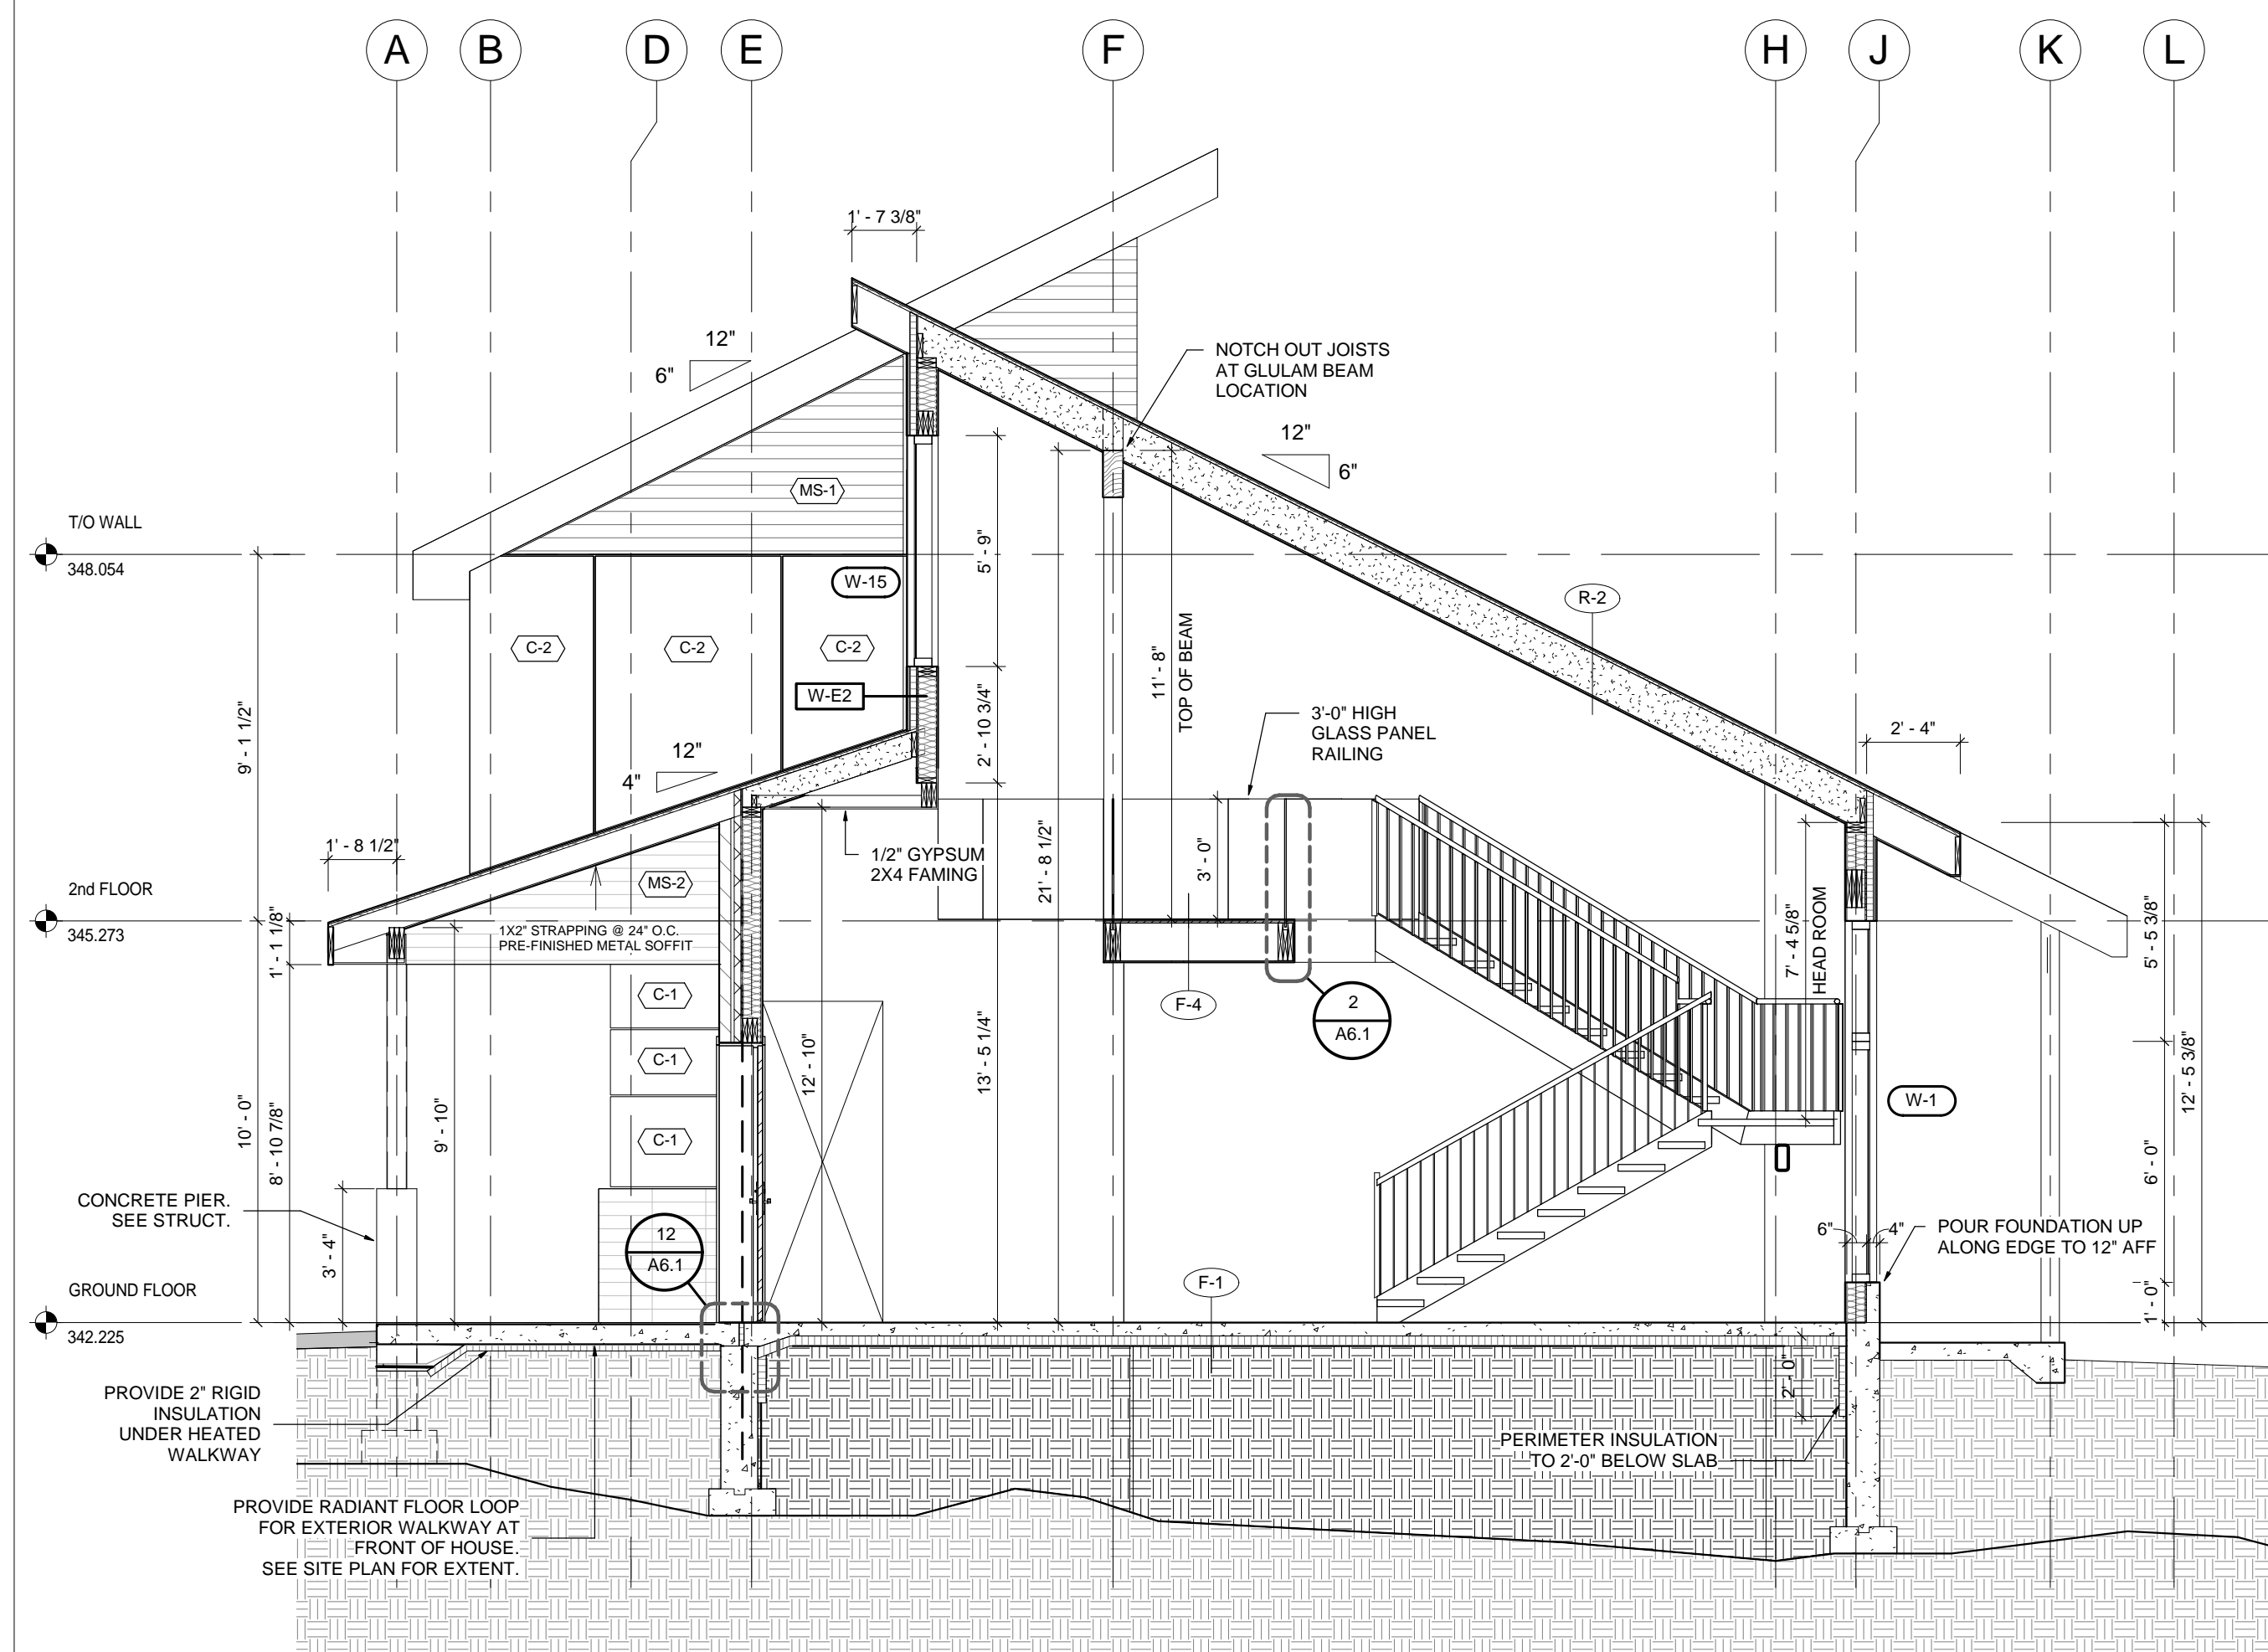 A
B
D
E
F
H
J
K
L
1' - 7 3/8"
12"
6"
NOTCH OUT JOISTS
AT GLULAM BEAM
LOCATION
12"
6"
MS-1
T/O WALL
348.054
5' - 9"
W-15
R-2
C-2
C-2
C-2
11' - 8"
TOP OF BEAM
W-E2
9' - 1 1/2"
2' - 10 3/4"
3'-0" HIGH
GLASS PANEL
RAILING
2' - 4"
12"
4"
1' - 8 1/2"
1/2" GYPSUM
2X4 FAMING
21' - 8 1/2"
3' - 0"
MS-2
2nd FLOOR
345.273
1' - 1 1/8"
1X2" STRAPPING @ 24" O.C.
PRE-FINISHED METAL SOFFIT
7' - 4 5/8"
HEAD ROOM
5' - 5 3/8"
C-1
F-4
2
A6.1
C-1
12' - 10"
13' - 5 1/4"
W-1
12' - 5 3/8"
10' - 0"
8' - 10 7/8"
9' - 10"
C-1
6' - 0"
CONCRETE PIER.
SEE STRUCT.
3' - 4"
12
A6.1
6"
4"
POUR FOUNDATION UP
ALONG EDGE TO 12" AFF
F-1
1' - 0"
GROUND FLOOR
342.225
2' - 0"
PROVIDE 2" RIGID
INSULATION
UNDER HEATED
WALKWAY
PERIMETER INSULATION
TO 2'-0" BELOW SLAB
PROVIDE RADIANT FLOOR LOOP
FOR EXTERIOR WALKWAY AT
FRONT OF HOUSE.
SEE SITE PLAN FOR EXTENT.